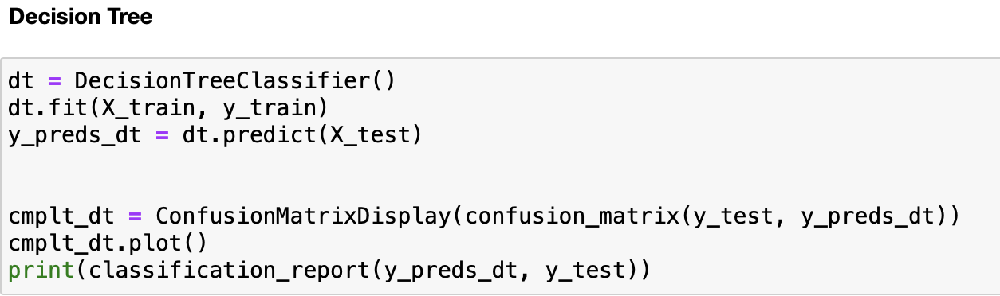 Decision Tree
dt = DecisionTreeClassifier()
dt.fit(X_train, y_train)
y_preds_dt = dt.predict(X_test)
cmplt_dt = ConfusionMatrixDisplay(confusion_matrix(y_test, y_preds_dt))
cmplt_dt.plot()
print(classification_report(y_preds_dt, y_test))